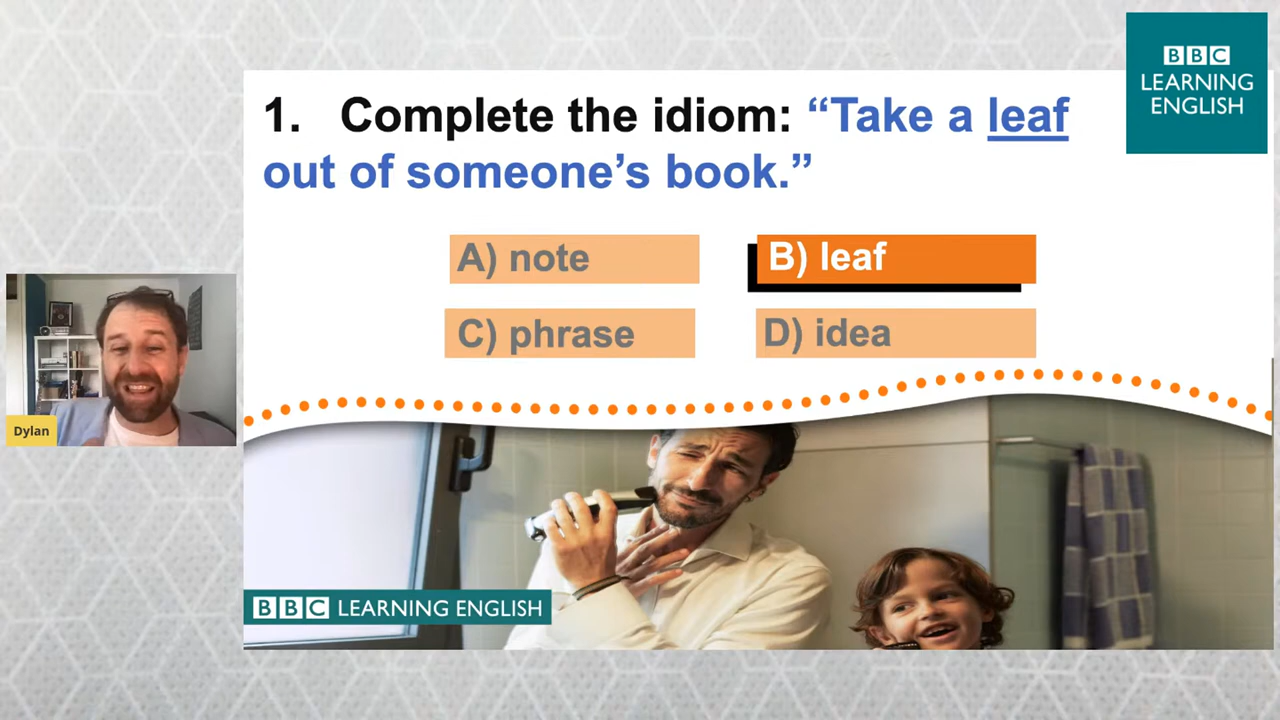 BBC
LEARNING
ENGLISH
1. Complete the idiom: “Take a leaf
out of someone’s book.”
A) note
B) leaf
C) phrase
D) idea
Dylan
BBC LEARNING ENGLISH